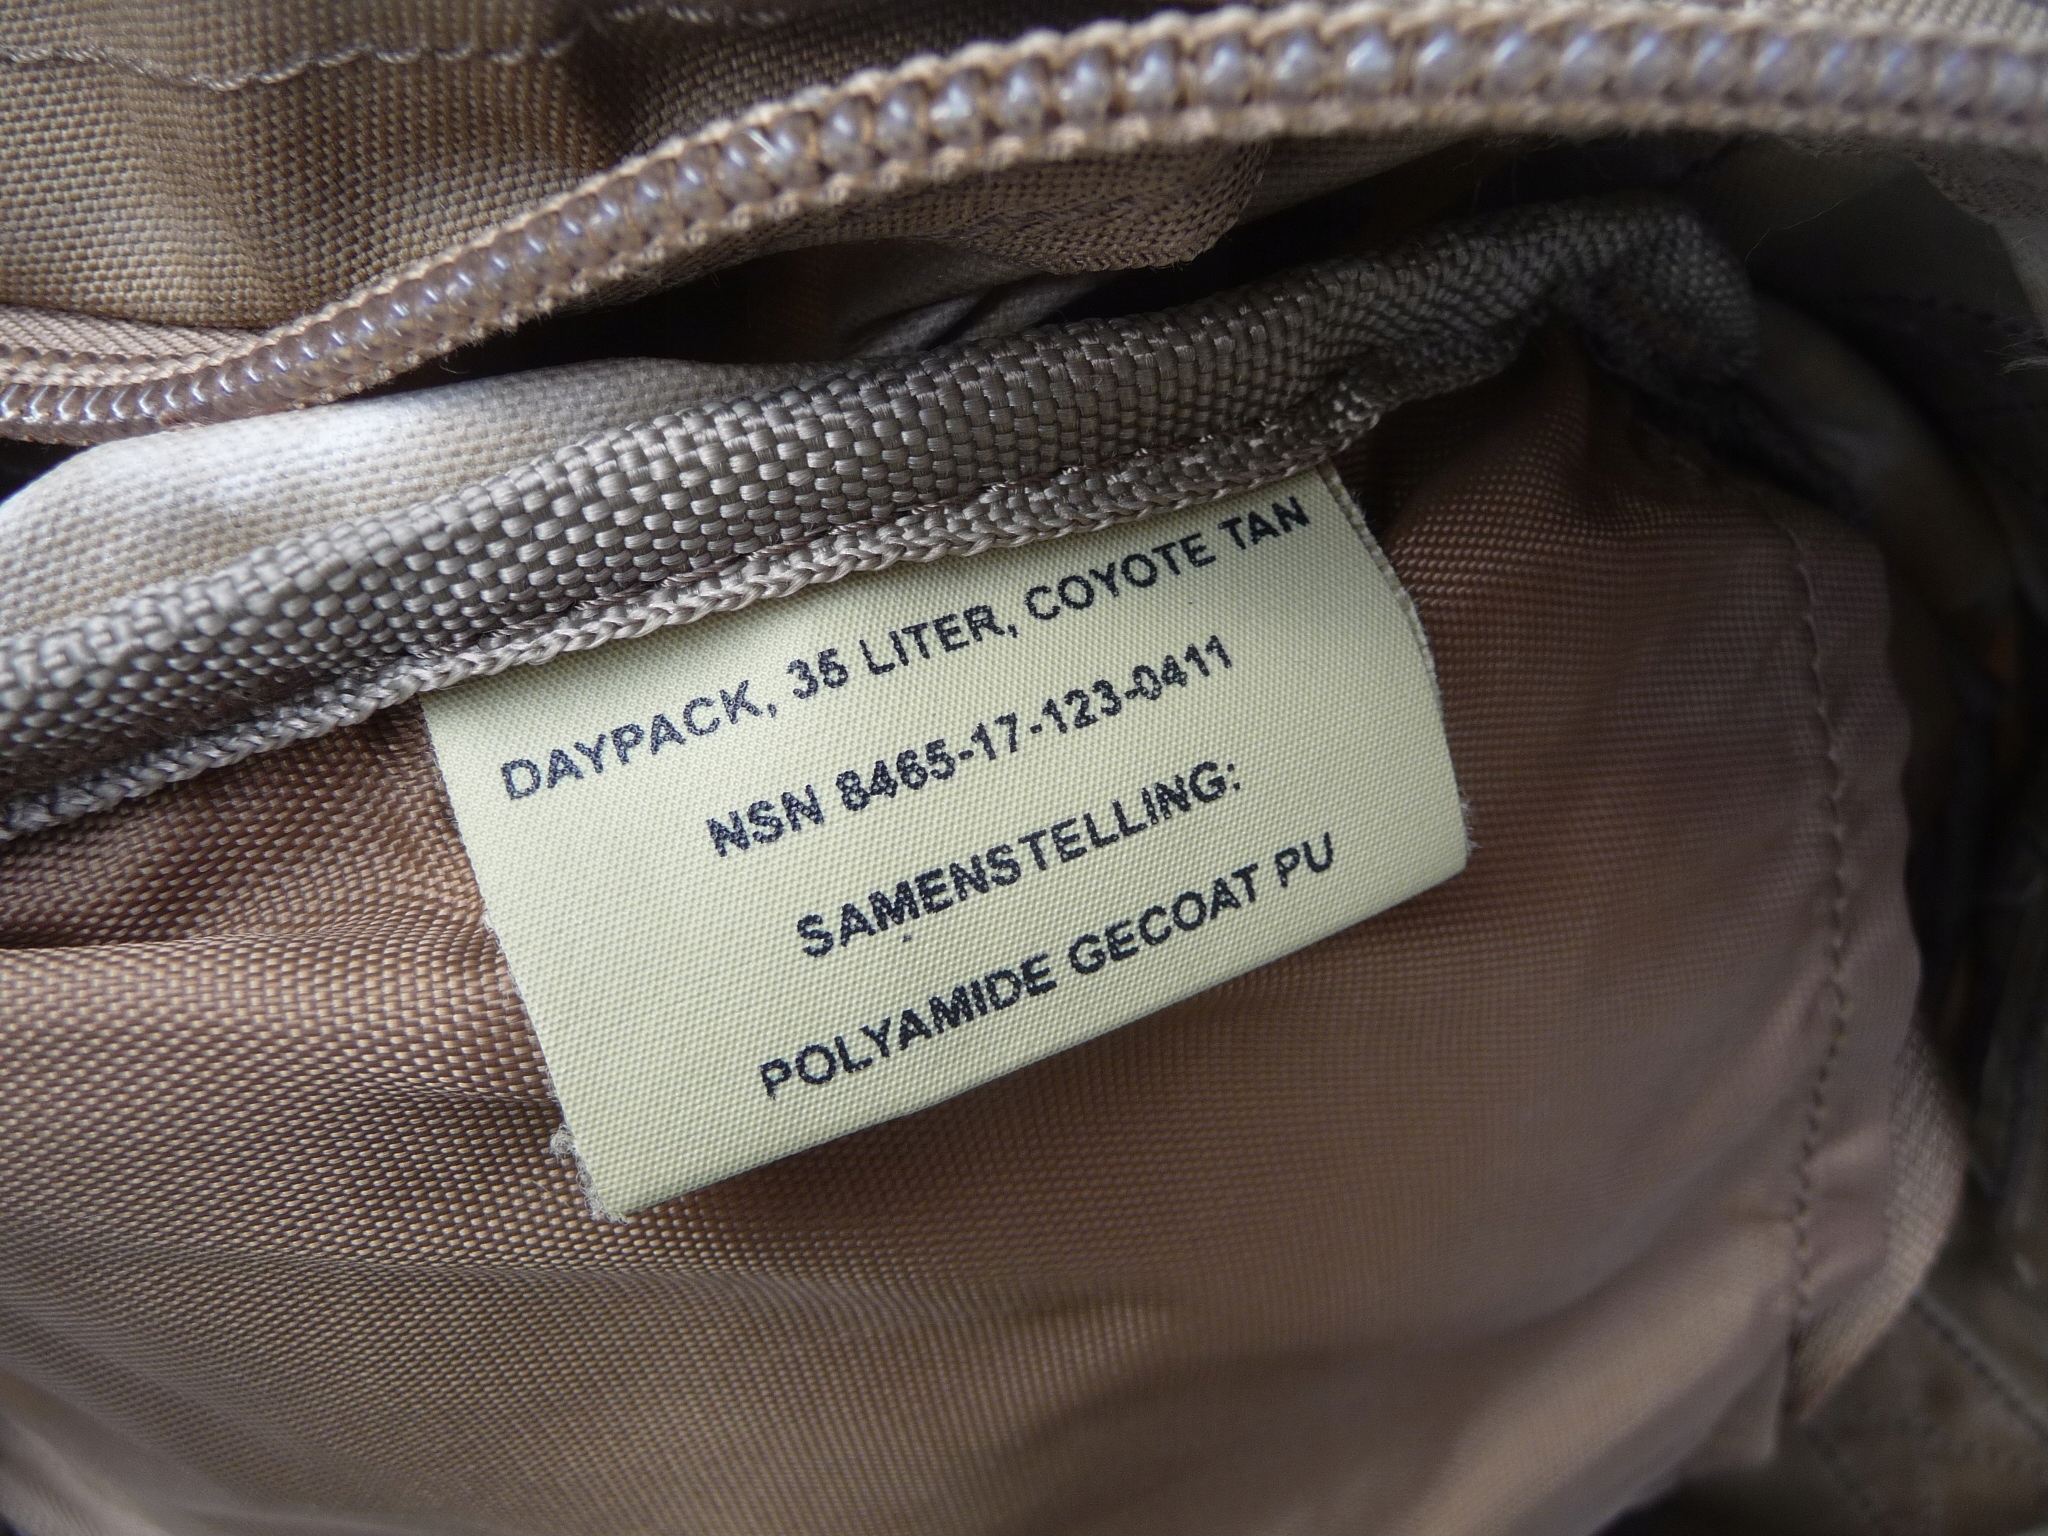 DAYPACK, 35 LITER, COYOTE TAN
NSN 8465-17-123-0411
SAMENSTELLING:
POLYAMIDE GECOAT PU